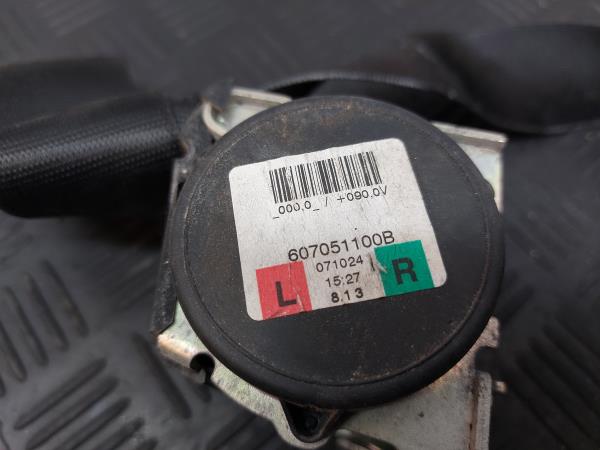 _000.0_ / +090.0V
607051100B
071024
15:27
8.13
L
R